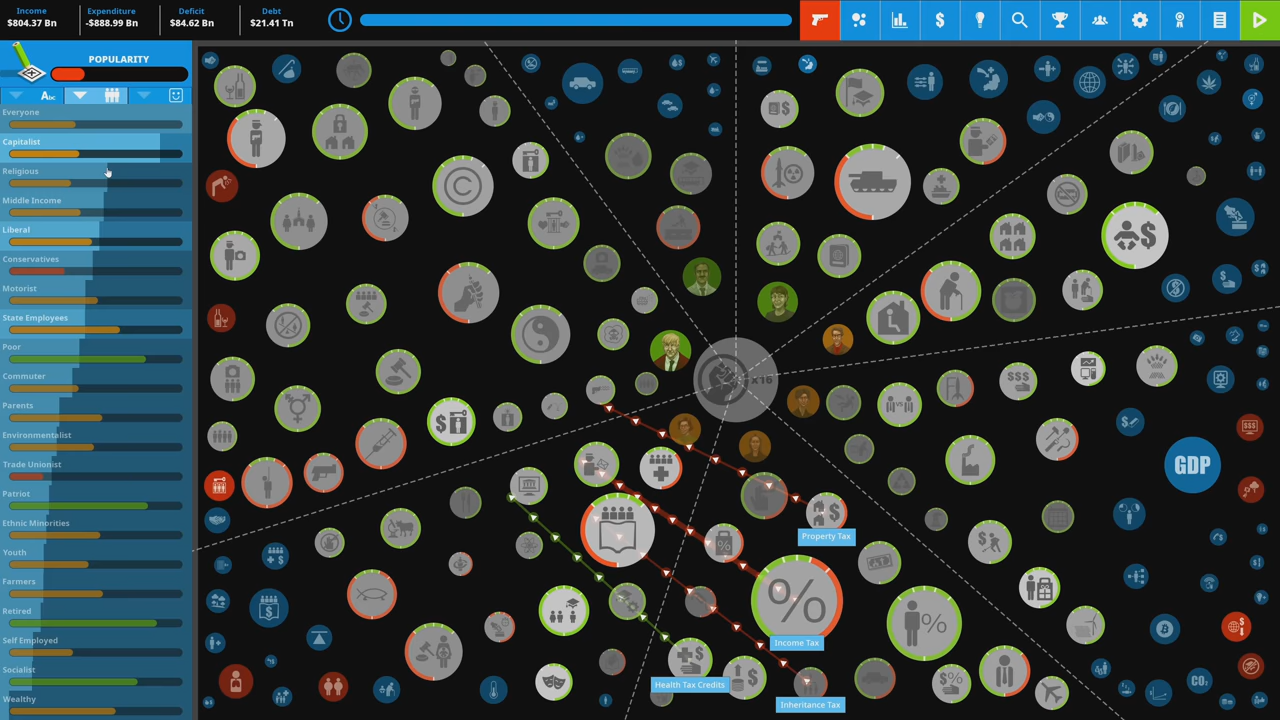 Income
$804.37 Bn
Expenditure
-$888.99 Bn
Deficit
$84.62 Bn
Debt
$21.41 Tn
POPULARITY
Abc
Everyone
Capitalist
Religious
Middle Income
Liberal
Conservatives
Motorist
State Employees
Poor
Commuter
Parents
Environmentalist
Trade Unionist
Patriot
Ethnic Minorities
Youth
Farmers
Retired
Self Employed
Socialist
Wealthy
x16
GDP
Property Tax
Income Tax
Health Tax Credits
Inheritance Tax
CO₂